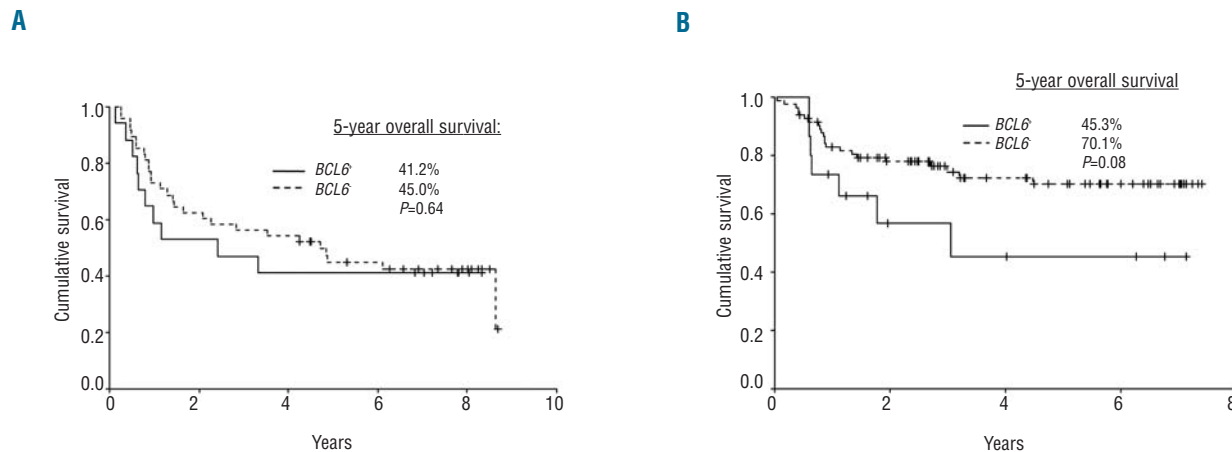 A
5-year overall survival:
BCL6+ 41.2%
BCL6- 45.0%
P=0.64
Cumulative survival
1.0
0.8
0.6
0.4
0.2
0.0
0 2 4 6 8 10
Years
B
5-year overall survival
BCL6+ 45.3%
BCL6- 70.1%
P=0.08
Cumulative survival
1.0
0.8
0.6
0.4
0.2
0.0
0 2 4 6 8
Years